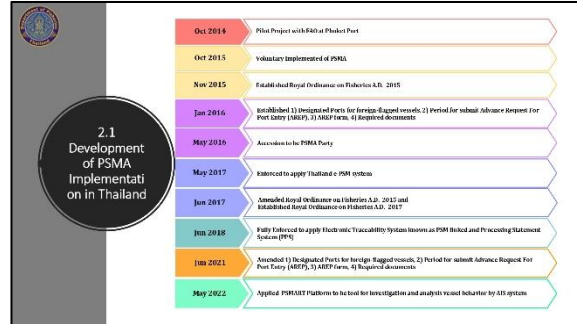 Department of Fisheries
Thailand
2.1
Development
of PSMA
Implementati
on in Thailand
Oct 2014
Pilot Project with FAO at Phuket Port
Oct 2015
Voluntary Implemented of PSMA
Nov 2015
Established Royal Ordinance on Fisheries A.D. 2015
Jan 2016
Established 1) Designated Ports for foreign-flagged vessels, 2) Period for submit Advance Request For
Port Entry (AREP), 3) AREP form, 4) Required documents
May 2016
Accession to be PSMA Party
May 2017
Enforced to apply Thailand e-PSM system
Jun 2017
Amended Royal Ordinance on Fisheries A.D. 2015 and
Established Royal Ordinance on Fisheries A.D. 2017
Jun 2018
Fully Enforced to apply Electronic Traceability System known as PSM linked and Processing Statement
System (PPS)
Jun 2021
Amended 1) Designated Ports for foreign-flagged vessels, 2) Period for submit Advance Request For
Port Entry (AREP), 3) AREP form, 4) Required documents
May 2022
Applied PSMART Platform to be tool for investigation and analysis vessel behavior by AIS system